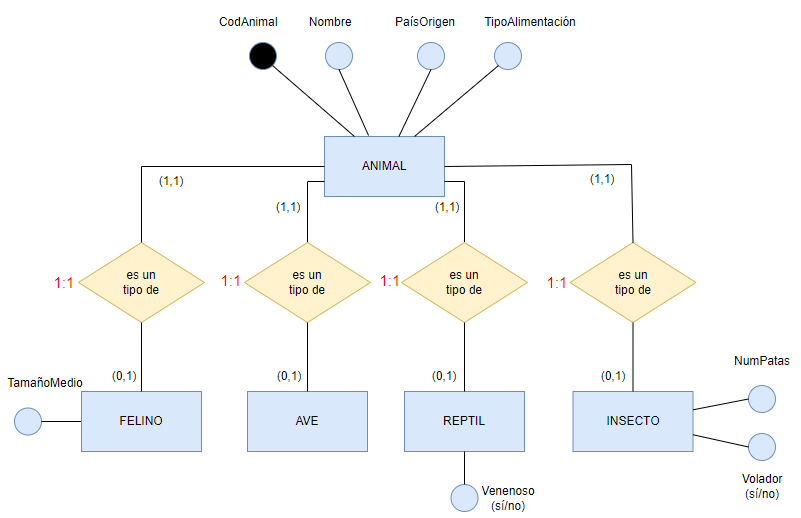 CodAnimal
Nombre
PaísOrigen
TipoAlimentación
ANIMAL
(1,1)
(1,1)
(1,1)
(1,1)
1:1
es un
tipo de
1:1
es un
tipo de
1:1
es un
tipo de
1:1
es un
tipo de
(0,1)
(0,1)
(0,1)
(0,1)
TamañoMedio
NumPatas
FELINO
AVE
REPTIL
INSECTO
Venenoso
(sí/no)
Volador
(sí/no)